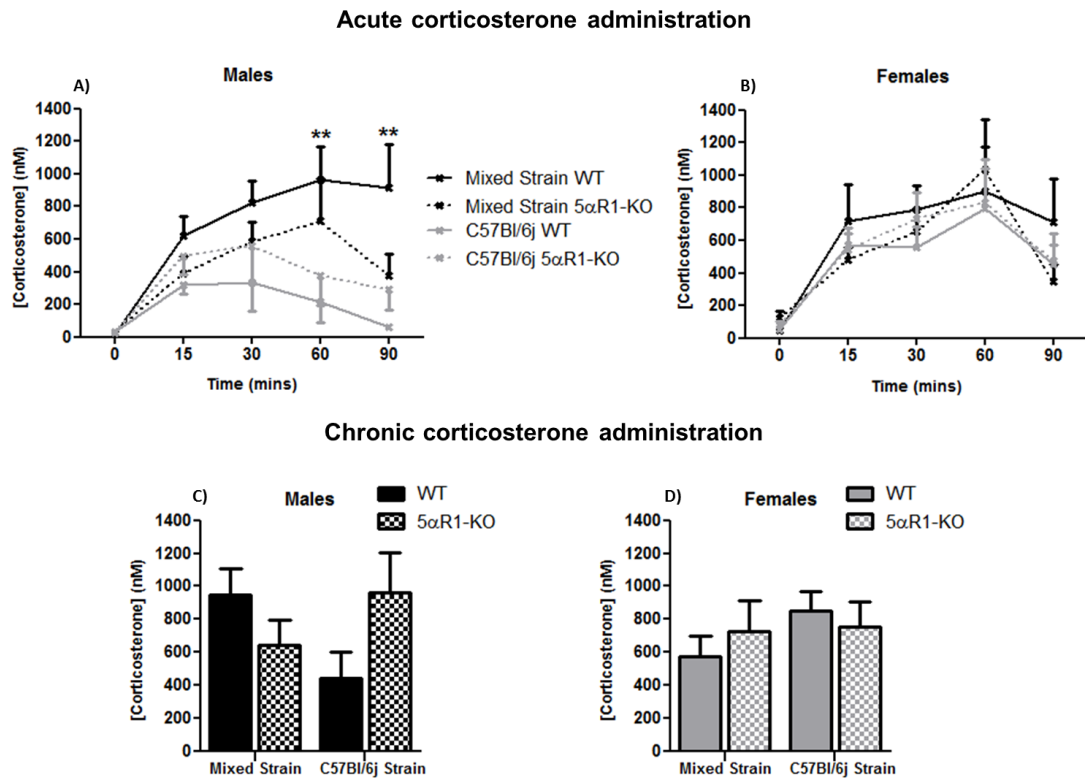 Acute corticosterone administration
A)
Males
[Corticosterone] (nM)
1400
1200
1000
800
600
400
200
0
** **
0 15 30 60 90
Time (mins)
Mixed Strain WT
Mixed Strain 5αR1-KO
C57Bl/6j WT
C57Bl/6j 5αR1-KO
B)
Females
[Corticosterone] (nM)
1400
1200
1000
800
600
400
200
0
0 15 30 60 90
Time (mins)
Chronic corticosterone administration
C)
Males
WT
5αR1-KO
[Corticosterone] (nM)
1400
1200
1000
800
600
400
200
0
Mixed Strain C57Bl/6j Strain
D)
Females
WT
5αR1-KO
[Corticosterone] (nM)
1400
1200
1000
800
600
400
200
0
Mixed Strain C57Bl/6j Strain